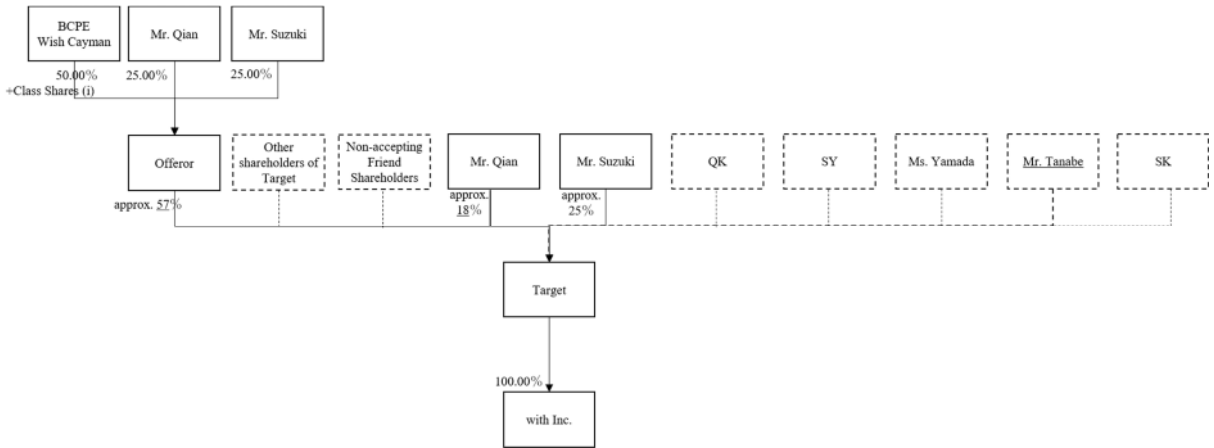 BCPE
Wish Cayman
Mr. Qian
Mr. Suzuki
50.00%
+Class Shares (i)
25.00%
25.00%
Offeror
Other
shareholders of
Target
Non-accepting
Friend
Shareholders
Mr. Qian
Mr. Suzuki
QK
SY
Ms. Yamada
Mr. Tanabe
SK
approx. 57%
approx.
18%
approx.
25%
Target
100.00%
with Inc.